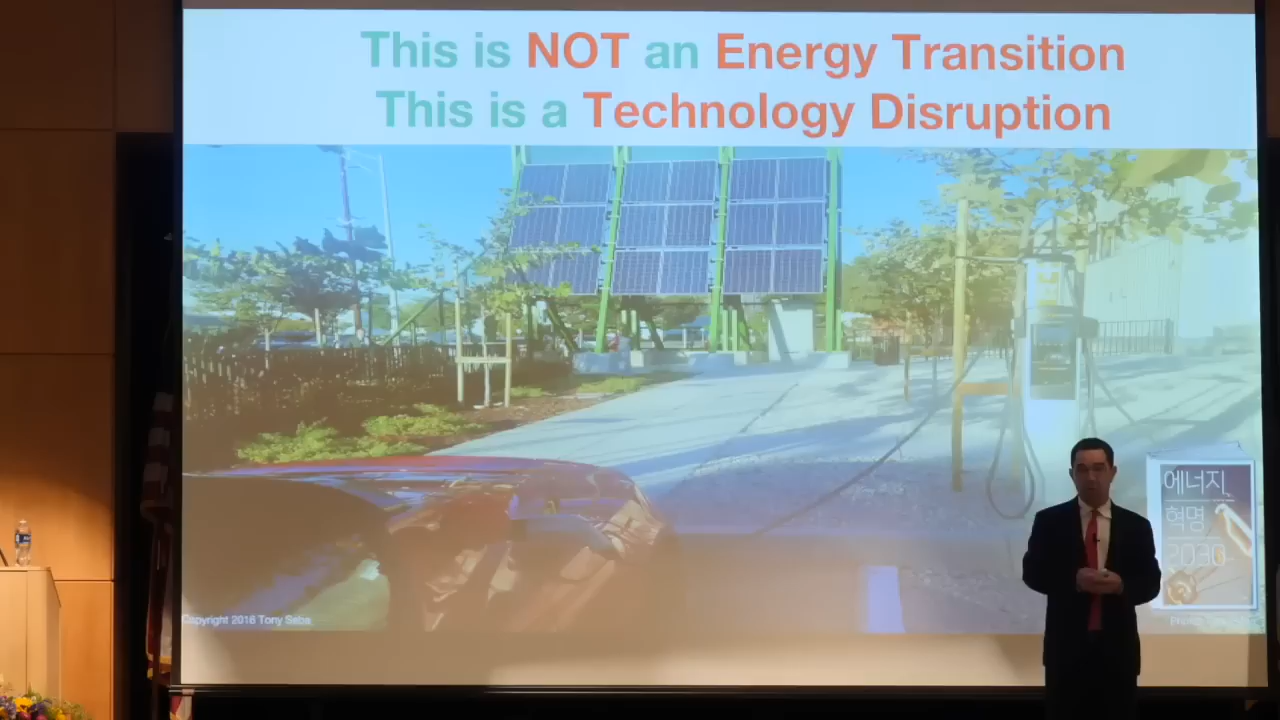 This is NOT an Energy Transition
This is a Technology Disruption
에너지
혁명
2030
Copyright 2016 Tony Seba